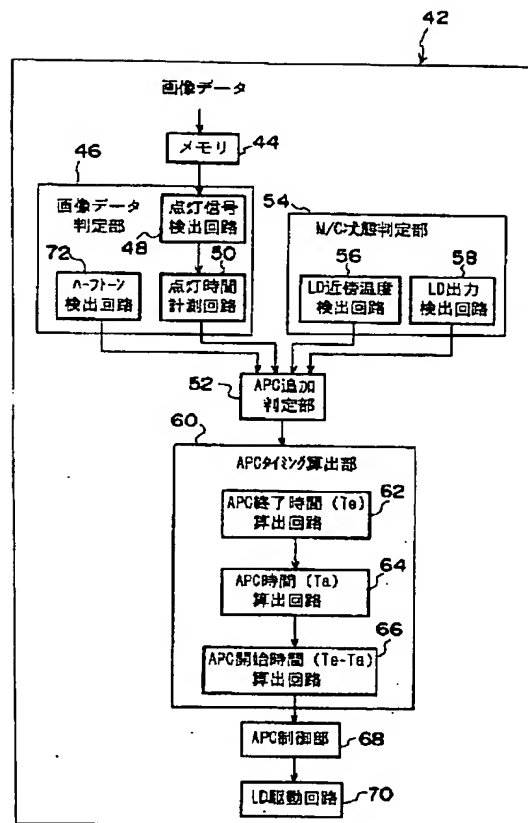 42
画像データ
メモリ
44
46
画像データ
判定部
点灯信号
検出回路
48
72
ハーフトーン
検出回路
50
点灯時間
計測回路
54
M/C状態判定部
56
LD近傍温度
検出回路
58
LD出力
検出回路
52
APC追加
判定部
60
APCタイミング算出部
APC終了時間 (Te)
算出回路
62
APC時間 (Ta)
算出回路
64
APC開始時間 (Te-Ta)
算出回路
66
APC制御部
68
LD駆動回路
70